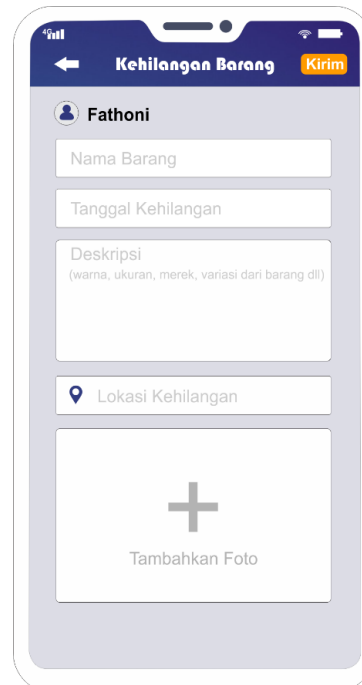 4G
Kehilangan Barang
Kirim
Fathoni
Nama Barang
Tanggal Kehilangan
Deskripsi
(warna, ukuran, merek, variasi dari barang dll)
Lokasi Kehilangan
Tambahkan Foto